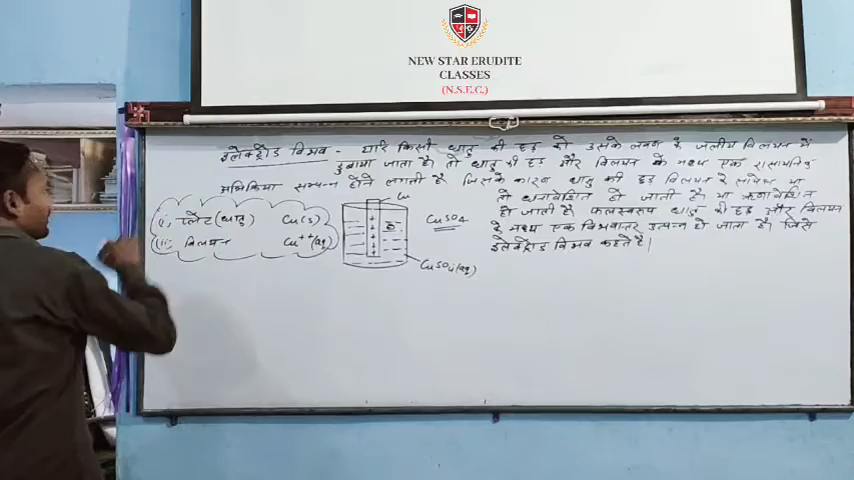 NEW STAR ERUDITE
CLASSES
(N.S.E.C.)
इलेक्ट्रोड विभव - यदि किसी धातु की छड़ को उसके लवण के जलीय विलयन में
डुबाया जाता है। तो धातु की छड़ और विलयन के मध्य एक रासायनिक
अभिक्रिया सम्पन्न होने लगती है जिसके कारण धातु की छड़ विलयन के सापेक्ष या
तो धनावेशित हो जाती है। या ऋणावेशित
हो जाती है। फलस्वरूप धातु की छड़ और विलयन
के मध्य एक विभवान्तर उत्पन्न हो जाता है। जिसे
इलेक्ट्रोड विभव कहते है।
(i) प्लेट (धातु) Cu(s)
(ii) विलयन Cu++(aq)
Cu
CuSO4
CuSO4(aq)